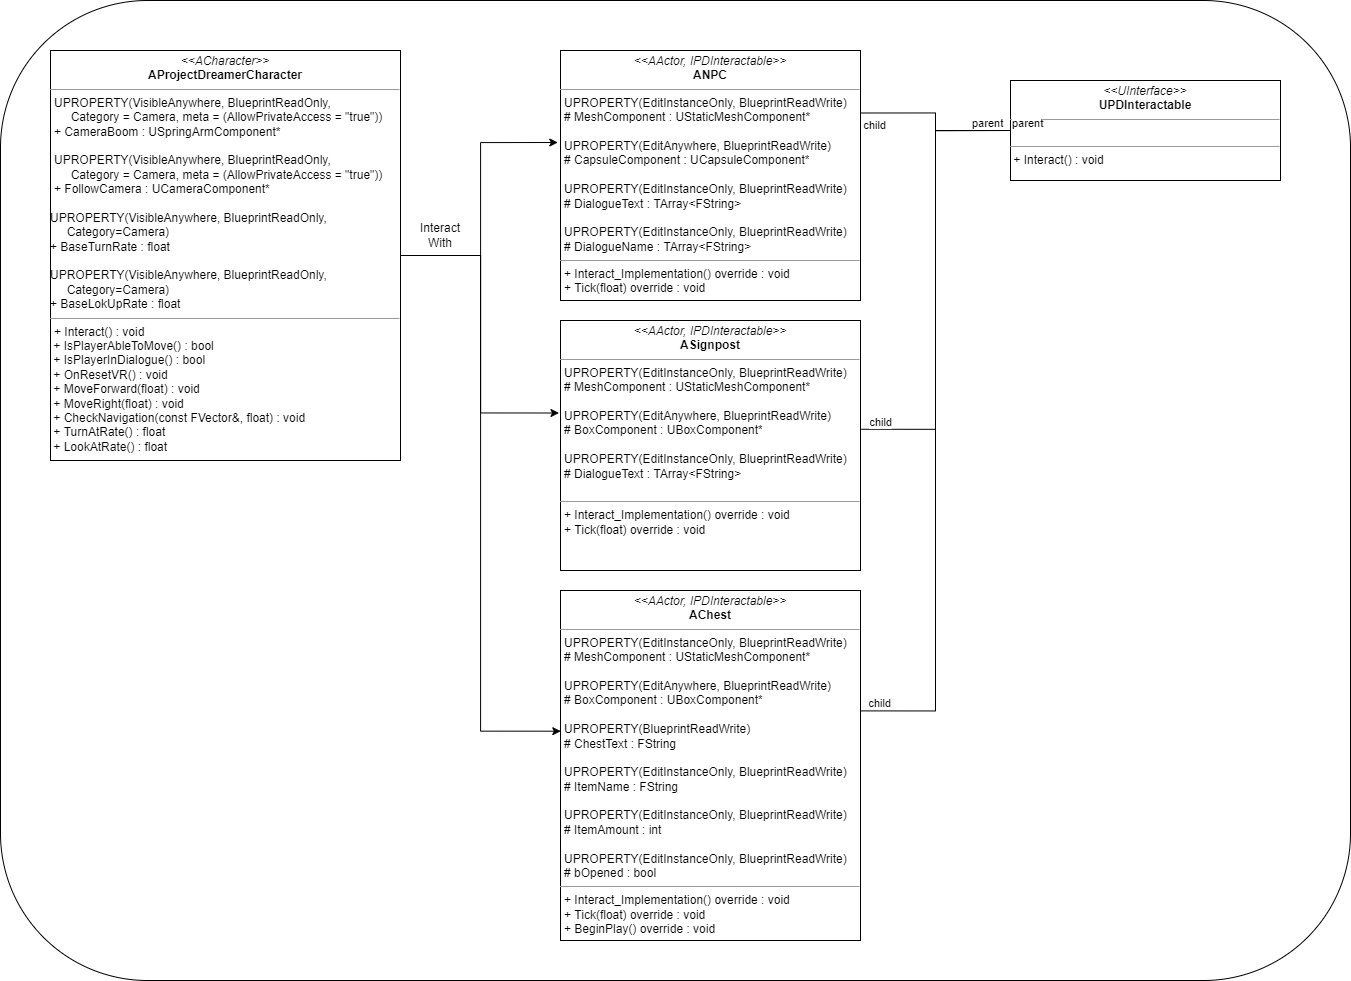 <<ACharacter>>
AProjectDreamerCharacter
UPROPERTY(VisibleAnywhere, BlueprintReadOnly,
Category = Camera, meta = (AllowPrivateAccess = "true"))
+ CameraBoom : USpringArmComponent*
UPROPERTY(VisibleAnywhere, BlueprintReadOnly,
Category = Camera, meta = (AllowPrivateAccess = "true"))
+ FollowCamera : UCameraComponent*
UPROPERTY(VisibleAnywhere, BlueprintReadOnly,
Category=Camera)
+ BaseTurnRate : float
UPROPERTY(VisibleAnywhere, BlueprintReadOnly,
Category=Camera)
+ BaseLokUpRate : float
+ Interact() : void
+ IsPlayerAbleToMove() : bool
+ IsPlayerInDialogue() : bool
+ OnResetVR() : void
+ MoveForward(float) : void
+ MoveRight(float) : void
+ CheckNavigation(const FVector&, float) : void
+ TurnAtRate() : float
+ LookAtRate() : float
Interact
With
<<AActor, IPDInteractable>>
ANPC
UPROPERTY(EditInstanceOnly, BlueprintReadWrite)
# MeshComponent : UStaticMeshComponent*
UPROPERTY(EditAnywhere, BlueprintReadWrite)
# CapsuleComponent : UCapsuleComponent*
UPROPERTY(EditInstanceOnly, BlueprintReadWrite)
# DialogueText : TArray<FString>
UPROPERTY(EditInstanceOnly, BlueprintReadWrite)
# DialogueName : TArray<FString>
+ Interact_Implementation() override : void
+ Tick(float) override : void
child
<<AActor, IPDInteractable>>
ASignpost
UPROPERTY(EditInstanceOnly, BlueprintReadWrite)
# MeshComponent : UStaticMeshComponent*
UPROPERTY(EditAnywhere, BlueprintReadWrite)
# BoxComponent : UBoxComponent*
UPROPERTY(EditInstanceOnly, BlueprintReadWrite)
# DialogueText : TArray<FString>
+ Interact_Implementation() override : void
+ Tick(float) override : void
child
<<AActor, IPDInteractable>>
AChest
UPROPERTY(EditInstanceOnly, BlueprintReadWrite)
# MeshComponent : UStaticMeshComponent*
UPROPERTY(EditAnywhere, BlueprintReadWrite)
# BoxComponent : UBoxComponent*
UPROPERTY(BlueprintReadWrite)
# ChestText : FString
UPROPERTY(EditInstanceOnly, BlueprintReadWrite)
# ItemName : FString
UPROPERTY(EditInstanceOnly, BlueprintReadWrite)
# ItemAmount : int
UPROPERTY(EditInstanceOnly, BlueprintReadWrite)
# bOpened : bool
+ Interact_Implementation() override : void
+ Tick(float) override : void
+ BeginPlay() override : void
child
<<UInterface>>
UPDInteractable
parent parent
+ Interact() : void